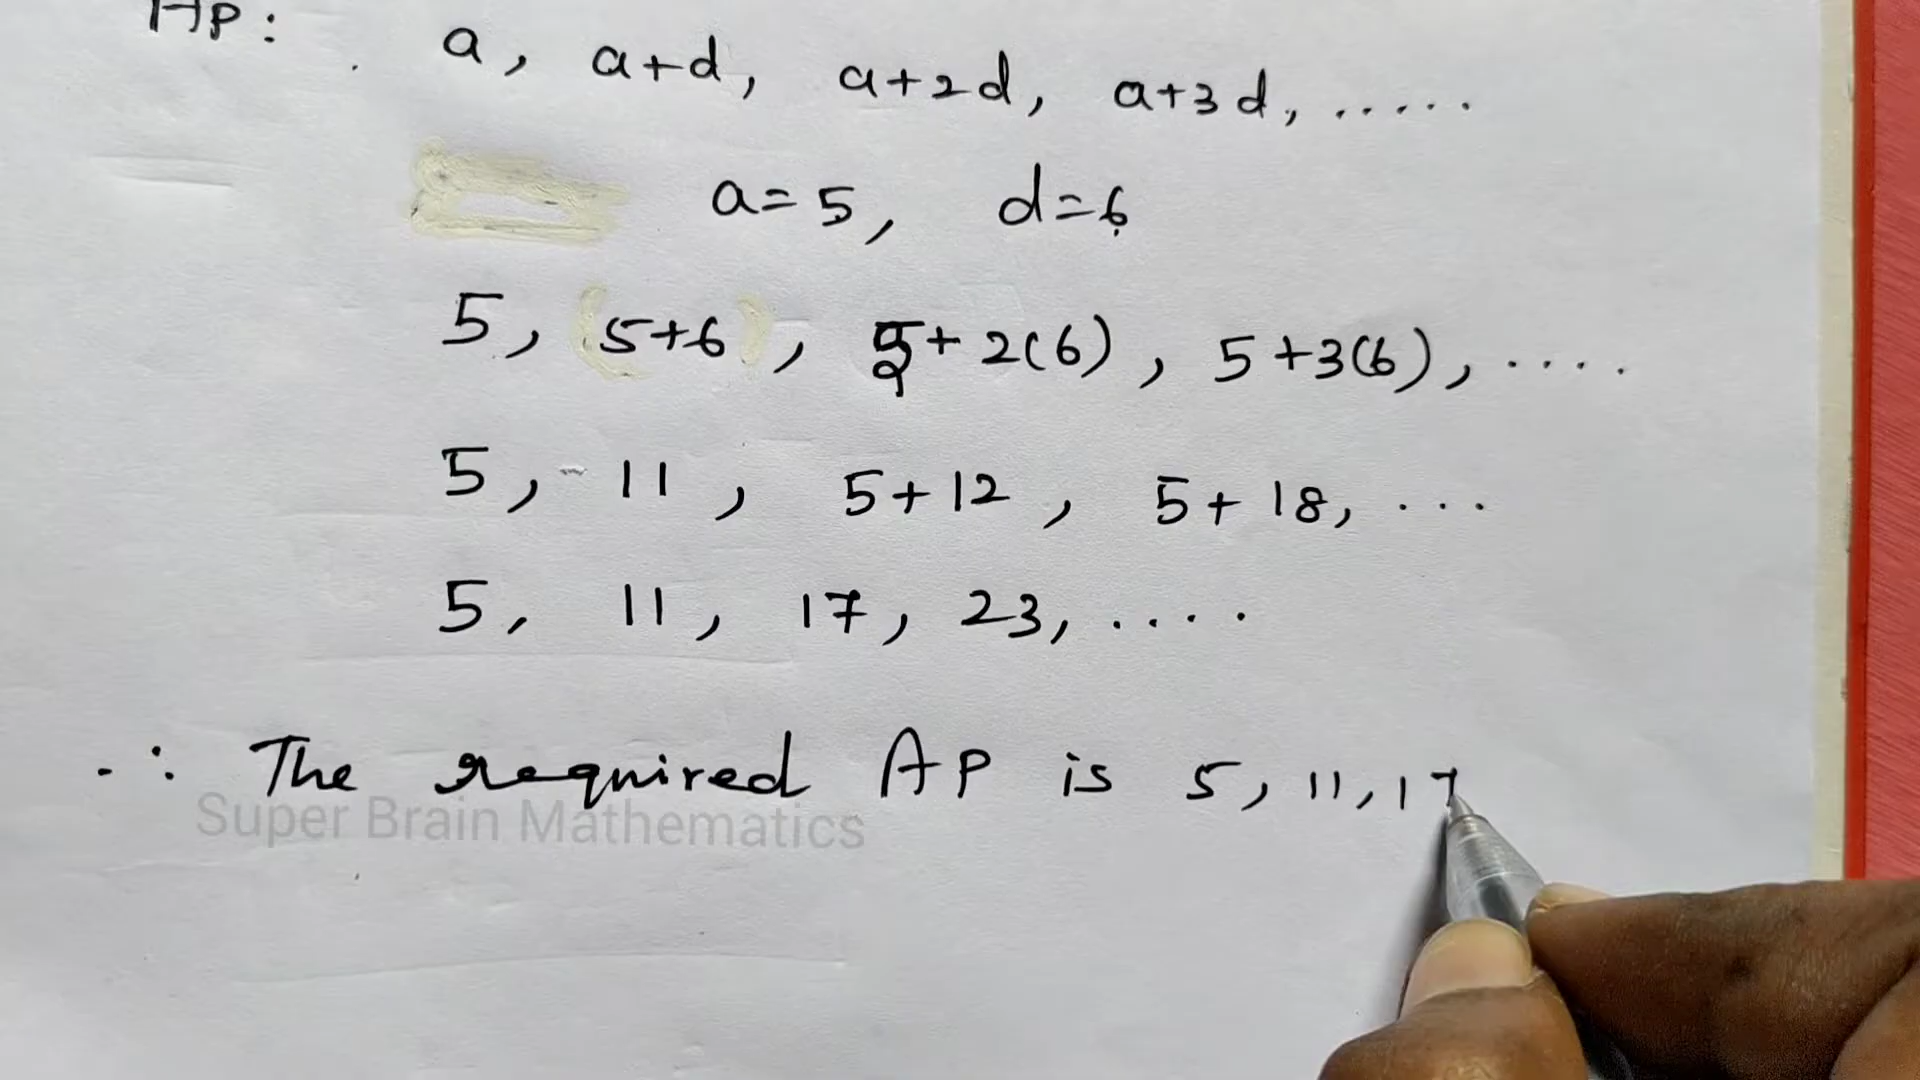 AP: a, a+d, a+2d, a+3d, .....
a=5, d=6
5, 5+6, 5+2(6), 5+3(6), ....
5, 11, 5+12, 5+18, ...
5, 11, 17, 23, ....
∴ The required AP is 5, 11, 17
Super Brain Mathematics